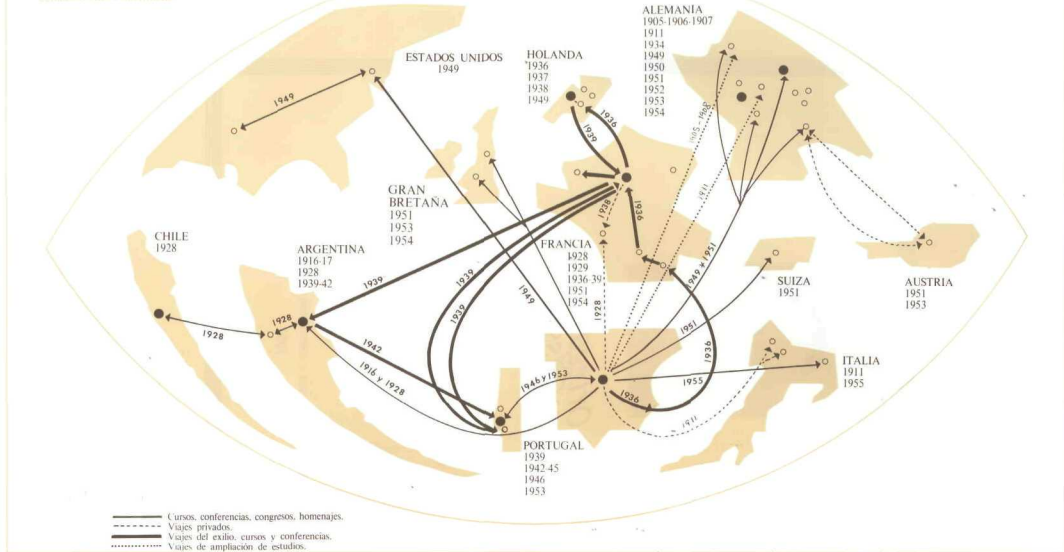 ESTADOS UNIDOS
1949
HOLANDA
1936
1937
1938
1949
ALEMANIA
1905-1906-1907
1911
1934
1949
1950
1951
1952
1953
1954
GRAN
BRETAÑA
1951
1953
1954
CHILE
1928
ARGENTINA
1916-17
1928
1939-42
FRANCIA
1928
1929
1936-39
1951
1954
SUIZA
1951
AUSTRIA
1951
1953
ITALIA
1911
1955
PORTUGAL
1939
1942-45
1946
1953
1949
1939
1936
1938
1936
1911
1939
1939
1939
1949
1949 * 1951
1928
1951
1936
1928
1928
1942
1916 y 1928
1946 y 1953
1955
1936
1911
Cursos, conferencias, congresos, homenajes.
Viajes privados.
Viajes del exilio, cursos y conferencias.
Viajes de ampliación de estudios.